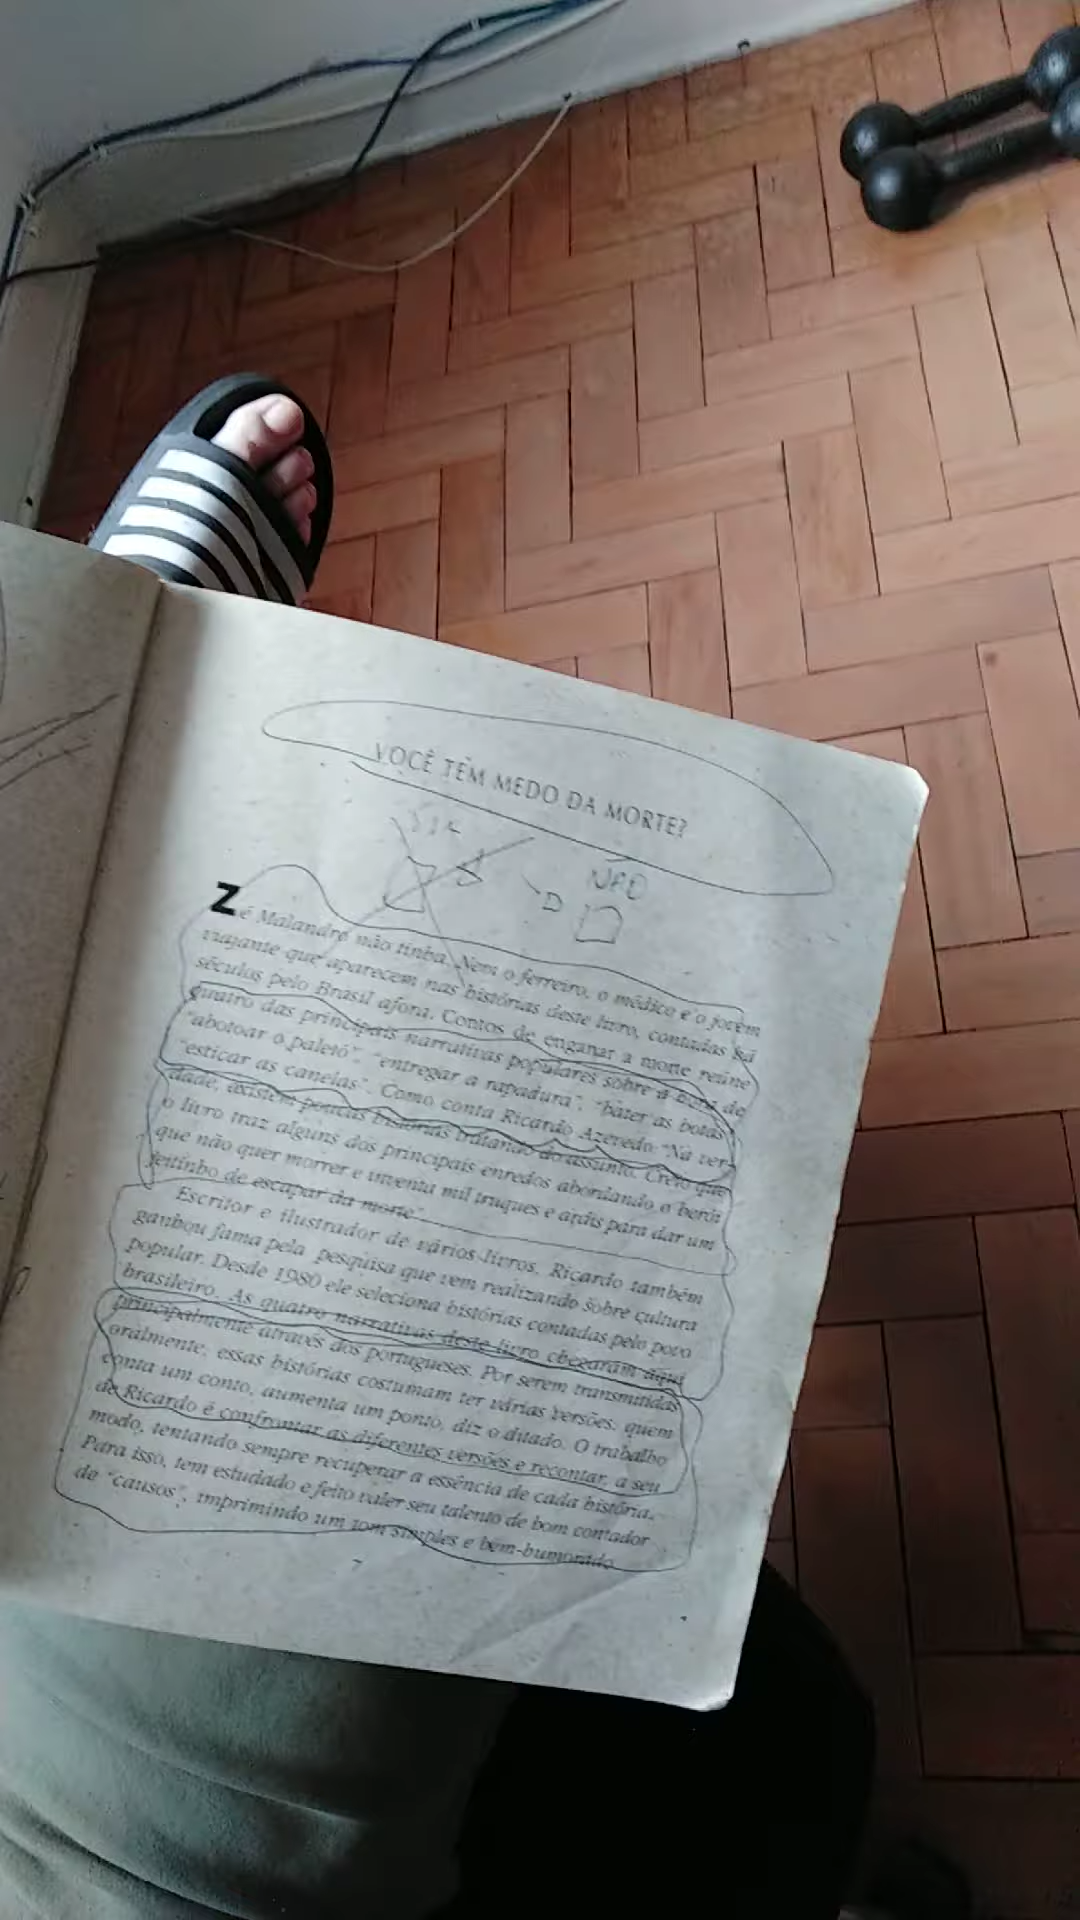 VOCÊ TEM MEDO DA MORTE?
SIM
NÃO
Zé Malandro não tinha. Nem o ferreiro, o médico e o jovem
viajante que aparecem nas histórias deste livro, contadas há
séculos pelo Brasil afora. Contos de enganar a morte reúne
quatro das principais narrativas populares sobre a hora de
"abotoar o paletó", "entregar a rapadura", "bater as botas",
"esticar as canelas". Como conta Ricardo Azevedo: "Na ver-
dade, existem poucas histórias tratando do assunto. Creio que
o livro traz alguns dos principais enredos abordando o herói
que não quer morrer e inventa mil truques e ardis para dar um
jeitinho de escapar da morte".
Escritor e ilustrador de vários livros, Ricardo também
ganhou fama pela pesquisa que vem realizando sobre cultura
popular. Desde 1980 ele seleciona histórias contadas pelo povo
brasileiro. As quatro narrativas deste livro chegaram aqui
principalmente através dos portugueses. Por serem transmitidas
oralmente, essas histórias costumam ter várias versões: quem
conta um conto, aumenta um ponto, diz o ditado. O trabalho
de Ricardo é confrontar as diferentes versões e recontar, a seu
modo, tentando sempre recuperar a essência de cada história.
Para isso, tem estudado e feito valer seu talento de bom contador
de "causos", imprimindo um tom simples e bem-humorado
7